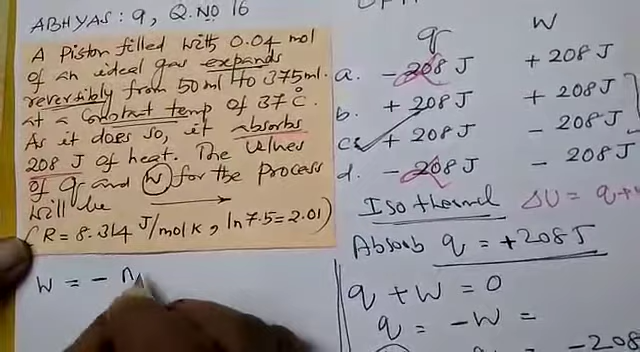 ABHYAS: 9, Q.NO 16
A Piston filled with 0.04 mol
of an ideal gas expands
reversibly from 50 ml to 375 ml.
at a constant temp of 37°C.
As it does so, it absorbs
208 J of heat. The Values
of q and W for the process
will be
(R = 8.314 J/mol K, ln 7.5 = 2.01)
W = - n
q W
a. - 208 J + 208 J
b. + 208 J + 208 J
c. + 208 J - 208 J
d. - 208 J - 208 J
Isothermal ΔU = q +
Absorb q = +208 J
q + W = 0
q = - W =
= -208